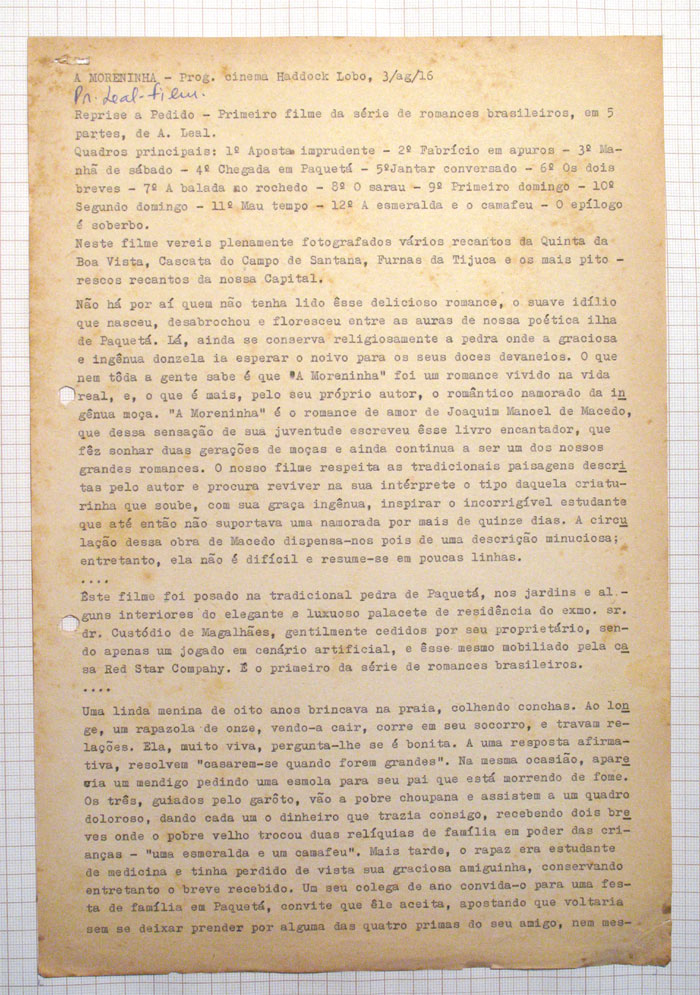 A MORENINHA - Prog. cinema Haddock Lobo, 3/ag/16
Pr. Leal-Film.
Reprise a Pedido - Primeiro filme da série de romances brasileiros, em 5
partes, de A. Leal.
Quadros principais: 1º Aposta imprudente - 2º Fabrício em apuros - 3º Ma-
nhã de sábado - 4º Chegada em Paquetá - 5ºJantar conversado - 6º Os dois
breves - 7º A balada no rochedo - 8º O sarau - 9º Primeiro domingo - 10º
Segundo domingo - 11º Mau tempo - 12º A esmeralda e o camafeu - O epílogo
é soberbo.
Neste filme vereis plenamente fotografados vários recantos da Quinta da
Boa Vista, Cascata do Campo de Santana, Furnas da Tijuca e os mais pito -
rescos recantos da nossa Capital.
Não há por aí quem não tenha lido êsse delicioso romance, o suave idílio
que nasceu, desabrochou e floresceu entre as auras de nossa poética ilha
de Paquetá. Lá, ainda se conserva religiosamente a pedra onde a graciosa
e ingênua donzela ia esperar o noivo para os seus doces devaneios. O que
nem tôda a gente sabe é que "A Moreninha" foi um romance vivido na vida
real, e, o que é mais, pelo seu próprio autor, o romântico namorado da in
gênua moça. "A Moreninha" é o romance de amor de Joaquim Manoel de Macedo,
que dessa sensação de sua juventude escreveu êsse livro encantador, que
fêz sonhar duas gerações de moças e ainda continua a ser um dos nossos
grandes romances. O nosso filme respeita as tradicionais paisagens descri
tas pelo autor e procura reviver na sua intérprete o tipo daquela criatu-
rinha que soube, com sua graça ingênua, inspirar o incorrigível estudante
que até então não suportava uma namorada por mais de quinze dias. A circu
lação dessa obra de Macedo dispensa-nos pois de uma descrição minuciosa;
entretanto, ela não é difícil e resume-se em poucas linhas.
....
Êste filme foi posado na tradicional pedra de Paquetá, nos jardins e al.-
guns interiores do elegante e luxuoso palacete de residência do exmo. sr.
dr. Custódio de Magalhães, gentilmente cedidos por seu proprietário, sen-
do apenas um jogado em cenário artificial, e êsse mesmo mobiliado pela ca
sa Red Star Compahy. É o primeiro da série de romances brasileiros.
....
Uma linda menina de oito anos brincava na praia, colhendo conchas. Ao lon
ge, um rapazola de onze, vendo-a cair, corre em seu socorro, e travam re-
lações. Ela, muito viva, pergunta-lhe se é bonita. A uma resposta afirma-
tiva, resolvem "casarem-se quando forem grandes". Na mesma ocasião, apare
cia um mendigo pedindo uma esmola para seu pai que está morrendo de fome.
Os três, guiados pelo garôto, vão a pobre choupana e assistem a um quadro
doloroso, dando cada um o dinheiro que trazia consigo, recebendo dois bre
ves onde o pobre velho trocou duas relíquias de família em poder das cri-
anças - "uma esmeralda e um camafeu". Mais tarde, o rapaz era estudante
de medicina e tinha perdido de vista sua graciosa amiguinha, conservando
entretanto o breve recebido. Um seu colega de ano convida-o para uma fes-
ta de família em Paquetá, convite que êle aceita, apostando que voltaria
sem se deixar prender por alguma das quatro primas do seu amigo, nem mes-